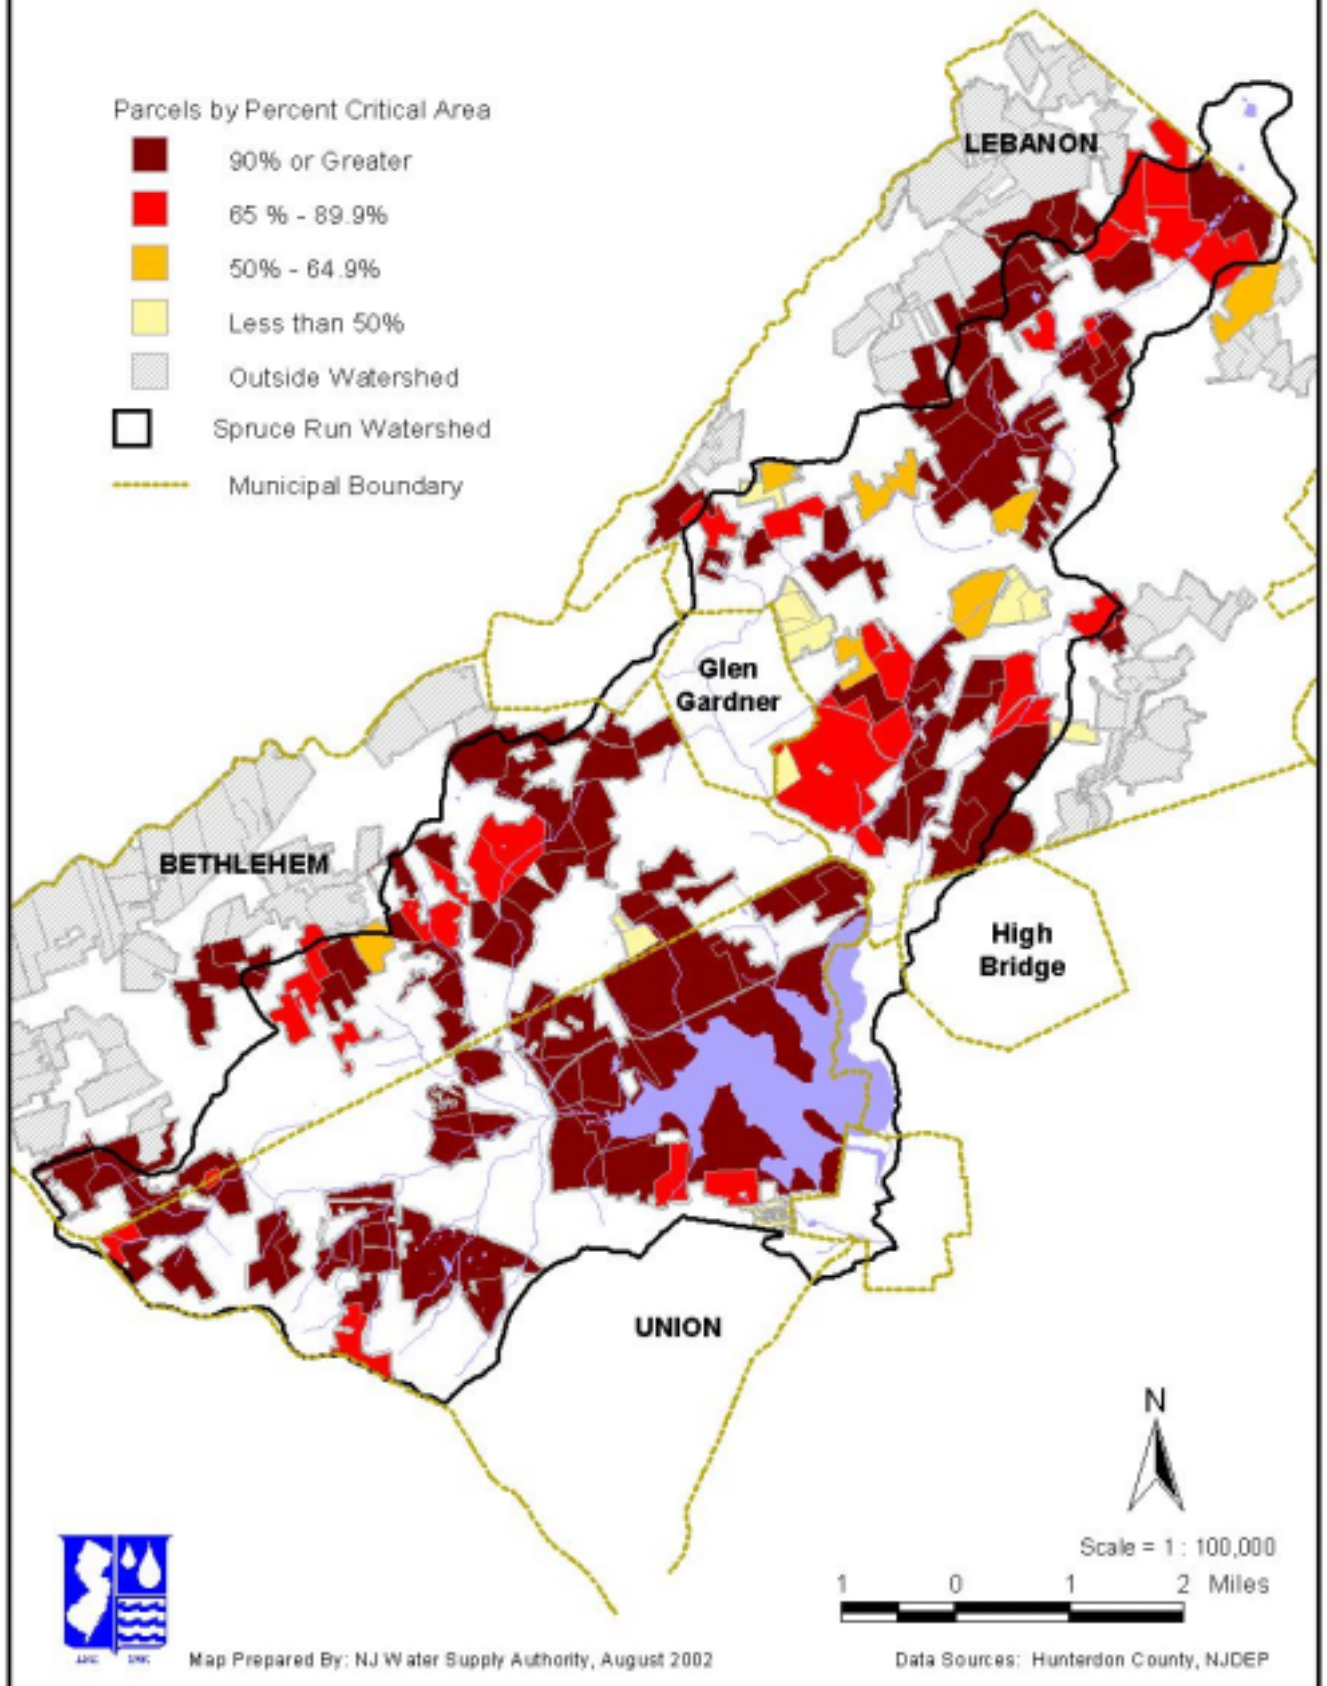 Parcels by Percent Critical Area
90% or Greater
65 % - 89.9%
50% - 64.9%
Less than 50%
Outside Watershed
Spruce Run Watershed
Municipal Boundary
LEBANON
Glen
Gardner
BETHLEHEM
High
Bridge
UNION
N
Scale = 1 : 100,000
1 0 1 2 Miles
Map Prepared By: NJ Water Supply Authority, August 2002
Data Sources: Hunterdon County, NJDEP